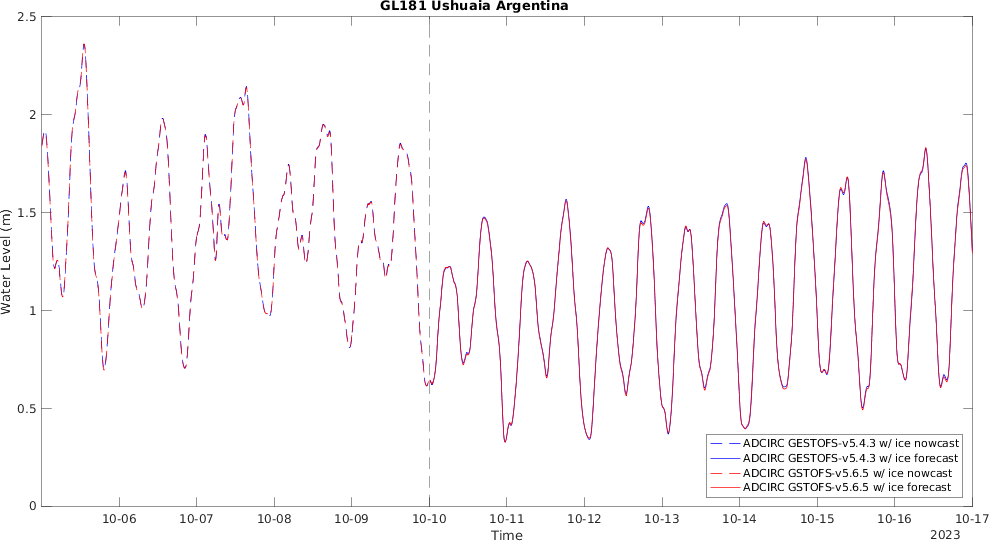 GL181 Ushuaia Argentina
2.5
2
1.5
1
0.5
0
Water Level (m)
10-06 10-07 10-08 10-09 10-10 10-11 10-12 10-13 10-14 10-15 10-16 10-17
Time
2023
ADCIRC GESTOFS-v5.4.3 w/ ice nowcast
ADCIRC GESTOFS-v5.4.3 w/ ice forecast
ADCIRC GSTOFS-v5.6.5 w/ ice nowcast
ADCIRC GSTOFS-v5.6.5 w/ ice forecast